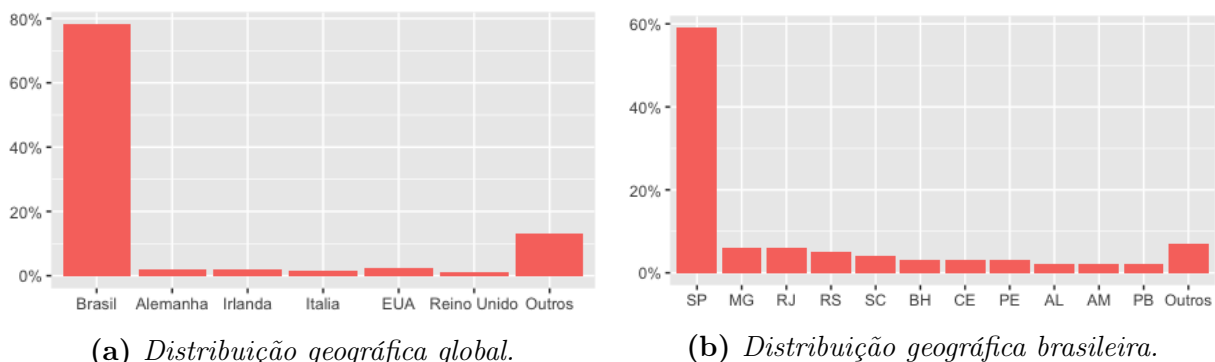 80%
60%
40%
20%
0%
Brasil Alemanha Irlanda Italia EUA Reino Unido Outros
(a) Distribuição geográfica global.
60%
40%
20%
0%
SP MG RJ RS SC BH CE PE AL AM PB Outros
(b) Distribuição geográfica brasileira.